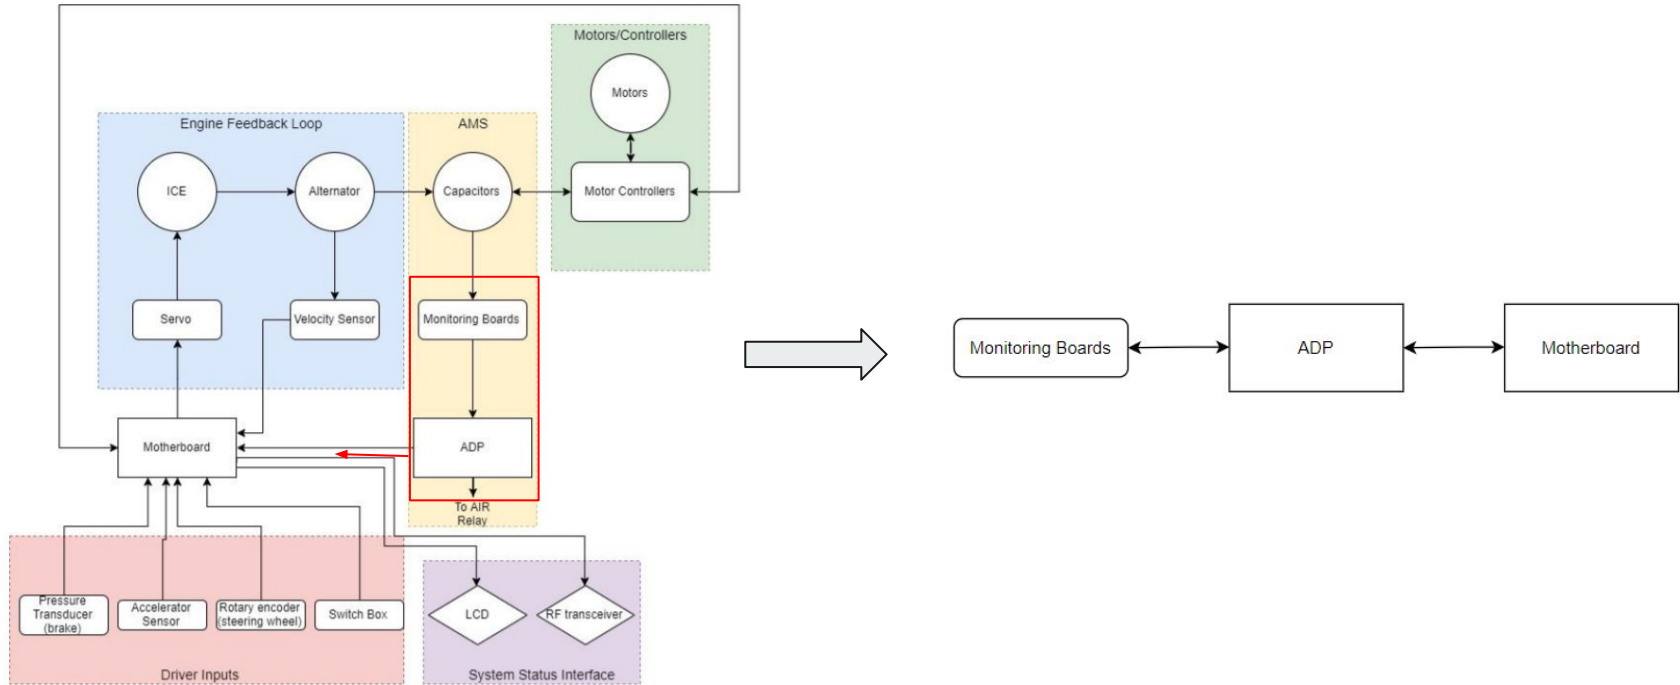 Motors/Controllers
Motors
Engine Feedback Loop
AMS
ICE
Alternator
Capacitors
Motor Controllers
Servo
Velocity Sensor
Monitoring Boards
Motherboard
ADP
To AIR
Relay
Pressure
Transducer
(brake)
Accelerator
Sensor
Rotary encoder
(steering wheel)
Switch Box
LCD
RF transceiver
Driver Inputs
System Status Interface
Monitoring Boards
ADP
Motherboard